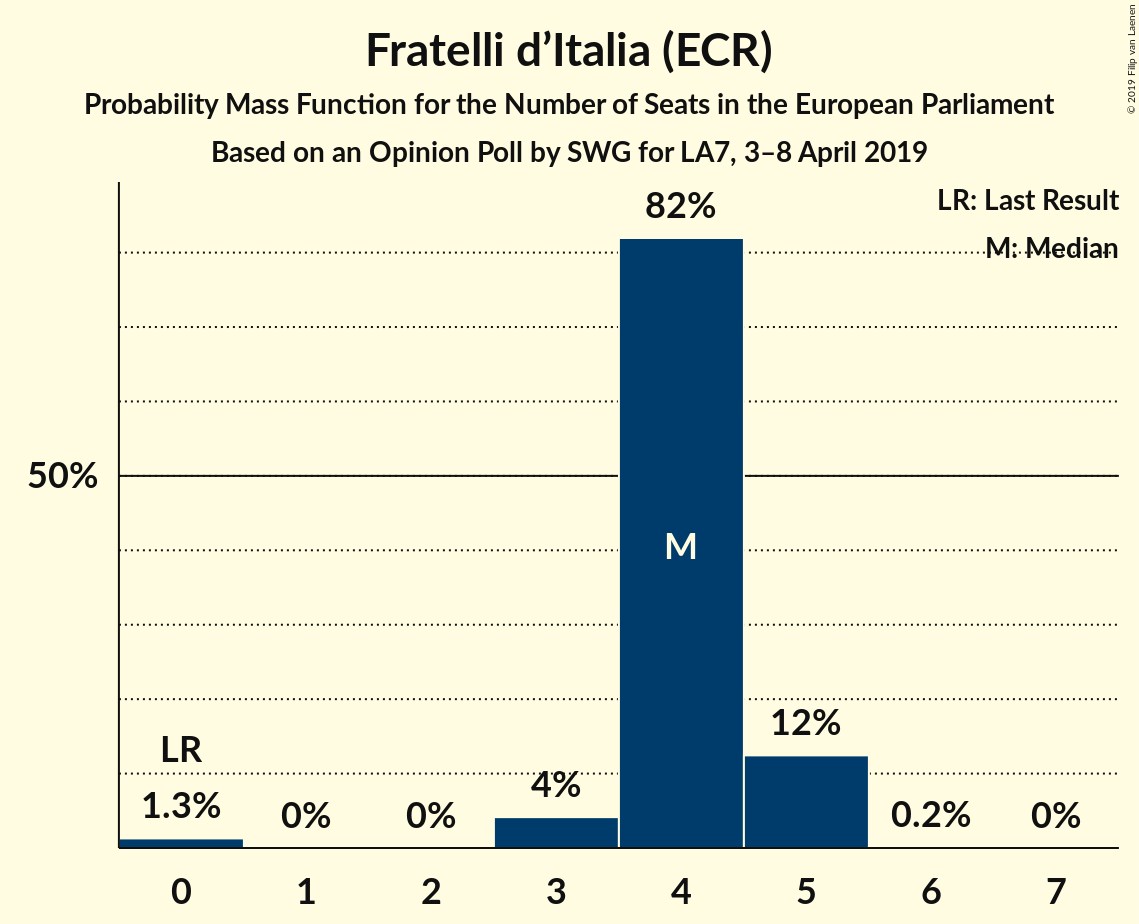 Fratelli d’Italia (ECR)
Probability Mass Function for the Number of Seats in the European Parliament
Based on an Opinion Poll by SWG for LA7, 3–8 April 2019
© 2019 Filip van Laenen
LR: Last Result
M: Median
82%
50%
M
12%
LR
4%
1.3%
0%
0%
0.2%
0%
0 1 2 3 4 5 6 7